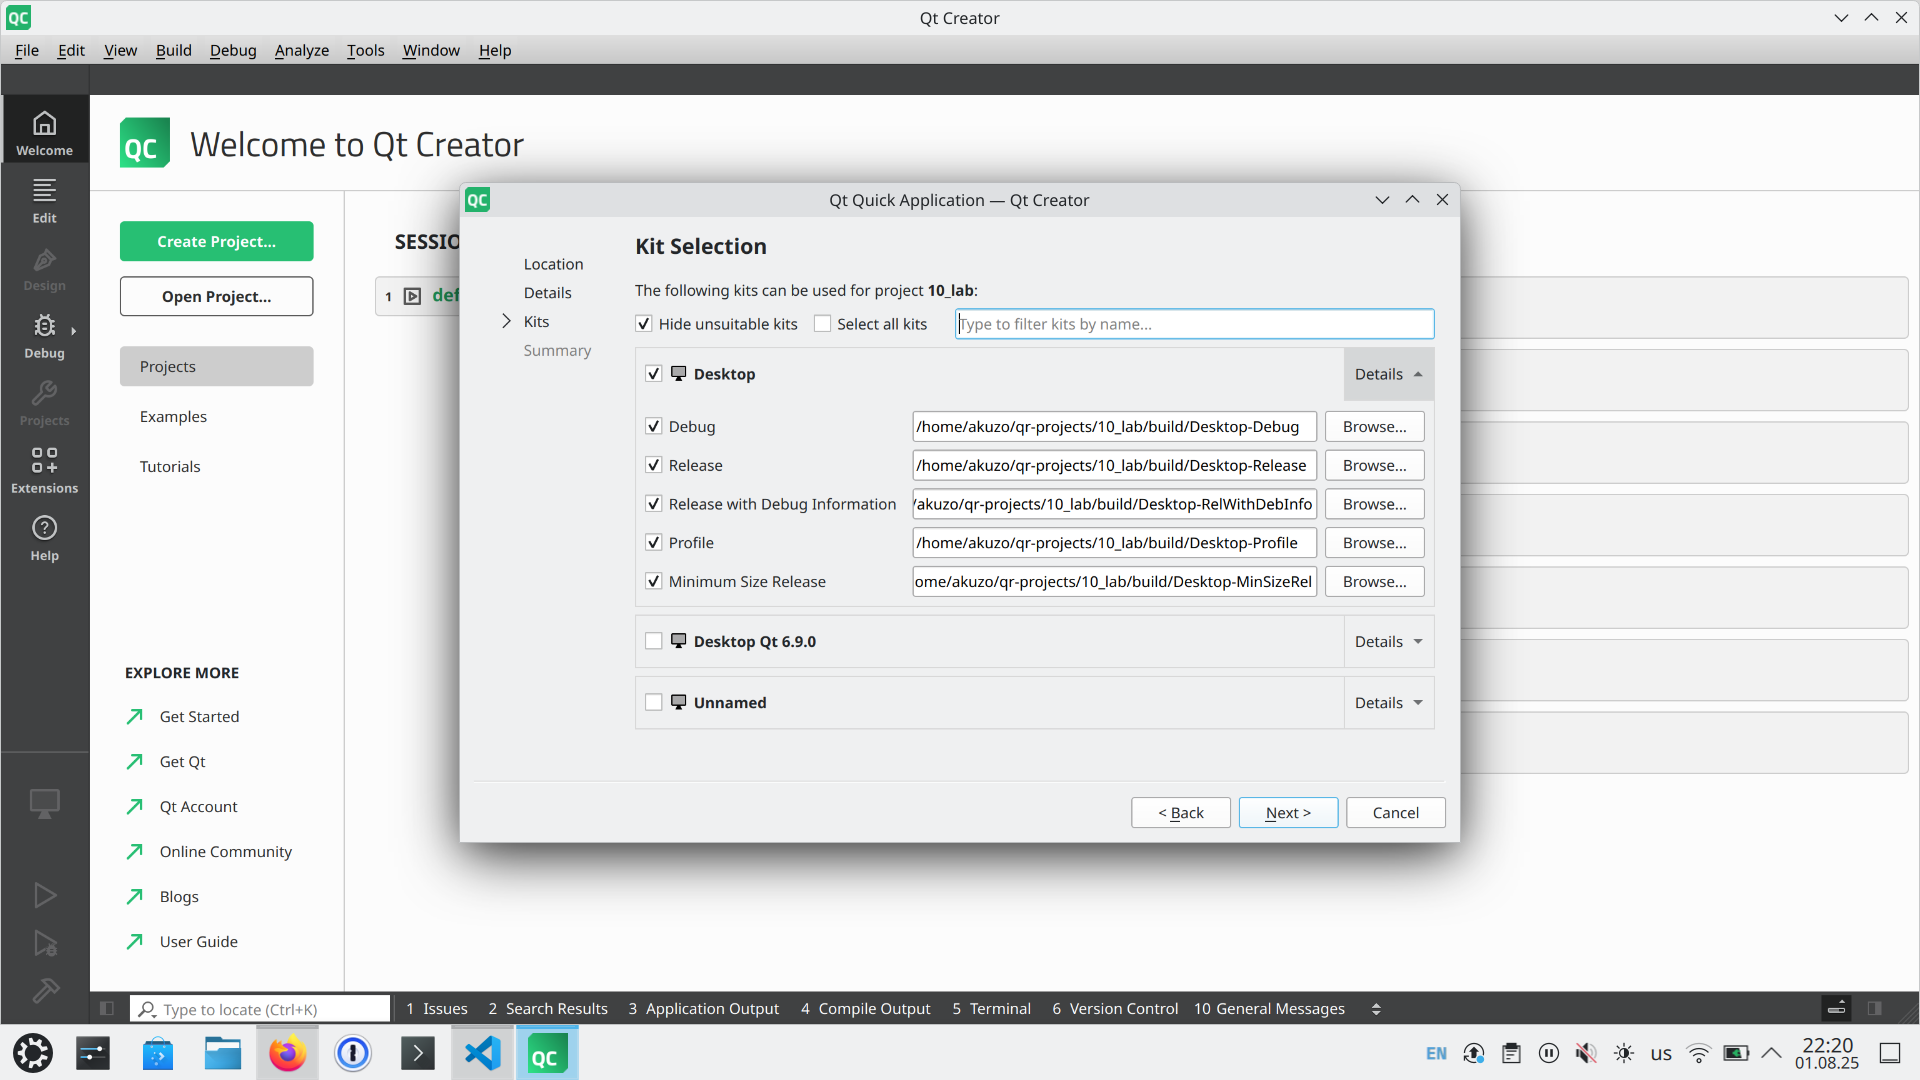 QC
Qt Creator
File Edit View Build Debug Analyze Tools Window Help
Welcome
Edit
Design
Debug
Projects
Extensions
Help
QC
Welcome to Qt Creator
Create Project...
Open Project...
Projects
Examples
Tutorials
EXPLORE MORE
Get Started
Get Qt
Qt Account
Online Community
Blogs
User Guide
SESSIO
1 def
QC
Qt Quick Application — Qt Creator
Location
Details
Kits
Summary
Kit Selection
The following kits can be used for project 10_lab:
Hide unsuitable kits Select all kits Type to filter kits by name...
Desktop Details
Debug /home/akuzo/qr-projects/10_lab/build/Desktop-Debug Browse...
Release /home/akuzo/qr-projects/10_lab/build/Desktop-Release Browse...
Release with Debug Information /akuzo/qr-projects/10_lab/build/Desktop-RelWithDebInfo Browse...
Profile /home/akuzo/qr-projects/10_lab/build/Desktop-Profile Browse...
Minimum Size Release ome/akuzo/qr-projects/10_lab/build/Desktop-MinSizeRel Browse...
Desktop Qt 6.9.0 Details
Unnamed Details
< Back Next > Cancel
Type to locate (Ctrl+K) 1 Issues 2 Search Results 3 Application Output 4 Compile Output 5 Terminal 6 Version Control 10 General Messages
QC
EN us 22:20
01.08.25